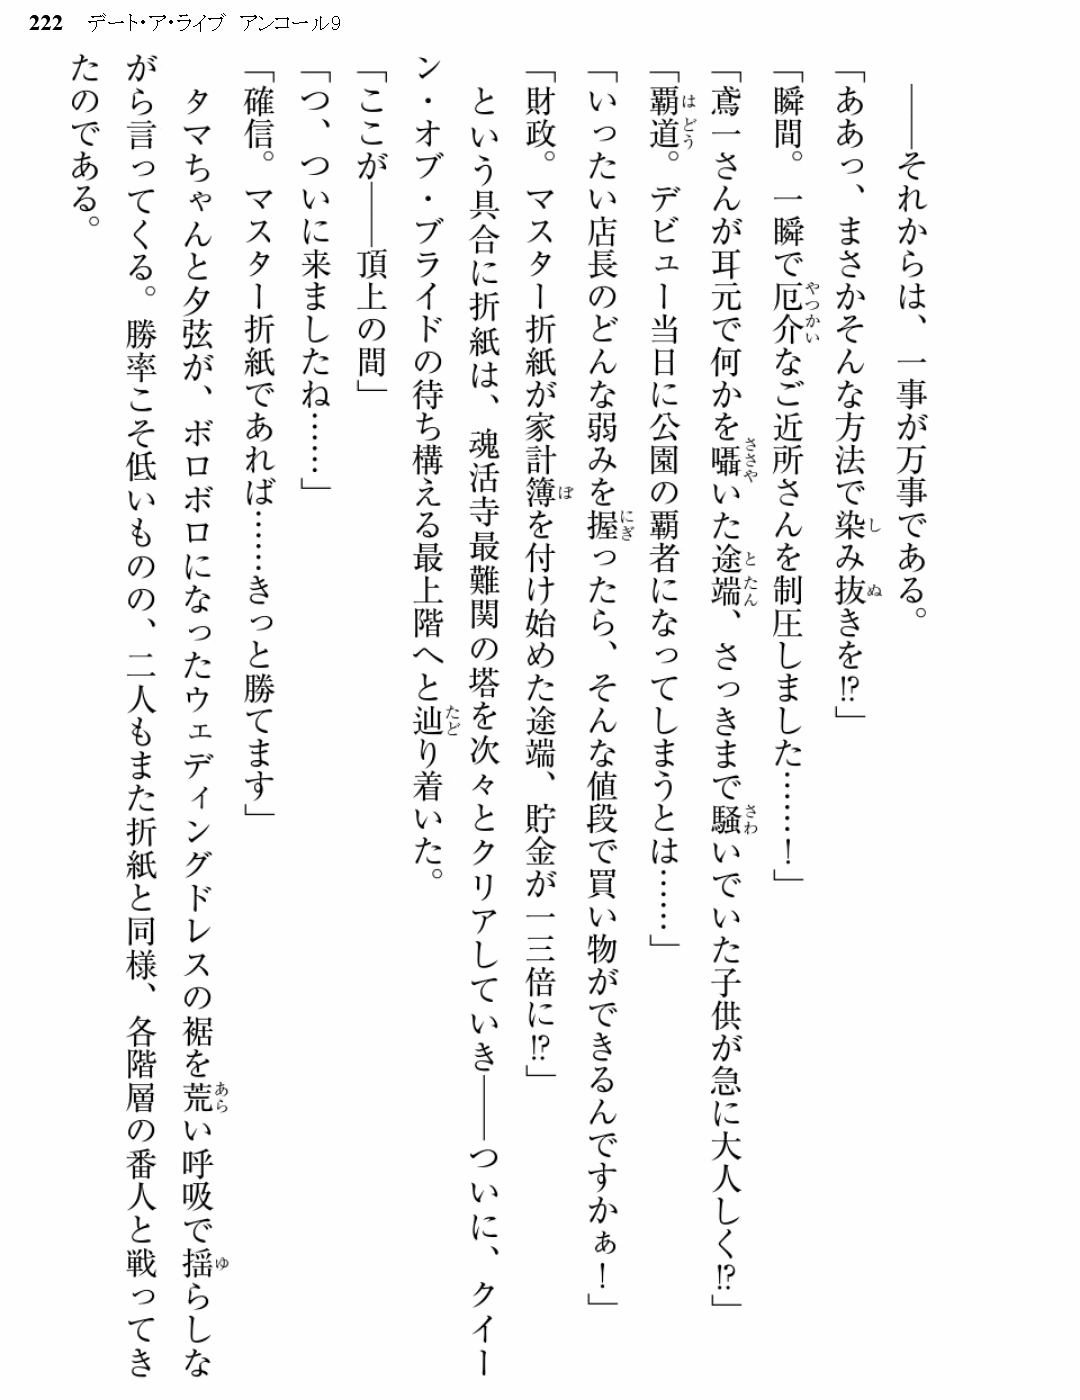 222 デート・ア・ライブ アンコール9
――それからは、一事が万事である。
「ああっ、まさかそんな方法で染み抜きを!?」
「瞬間。一瞬で厄介なご近所さんを制圧しました……！」
「鳶一さんが耳元で何かを囁いた途端、さっきまで騒いでいた子供が急に大人しく!?」
「覇道。デビュー当日に公園の覇者になってしまうとは……」
「いったい店長のどんな弱みを握ったら、そんな値段で買い物ができるんですかぁ！」
「財政。マスター折紙が家計簿を付け始めた途端、貯金が一三倍に!?」
という具合に折紙は、魂活寺最難関の塔を次々とクリアしていき――ついに、クイー
ン・オブ・ブライドの待ち構える最上階へと辿り着いた。
「ここが――頂上の間」
「つ、ついに来ましたね……」
「確信。マスター折紙であれば……きっと勝てます」
タマちゃんと夕弦が、ボロボロになったウェディングドレスの裾を荒い呼吸で揺らしな
がら言ってくる。勝率こそ低いものの、二人もまた折紙と同様、各階層の番人と戦ってき
たのである。